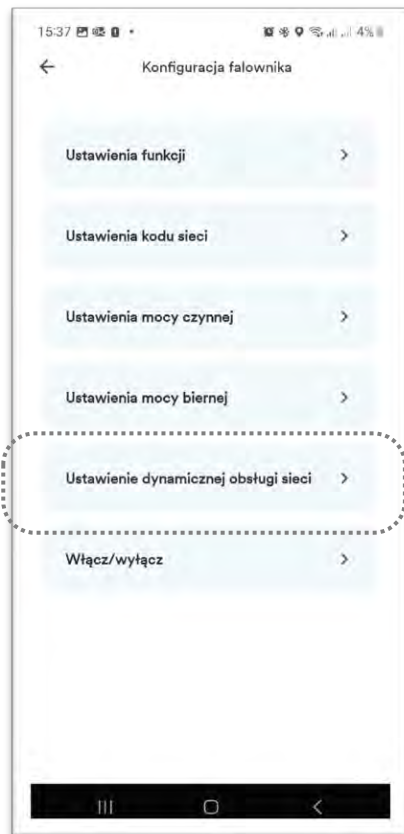 15:37 4%
Konfiguracja falownika
Ustawienia funkcji
Ustawienia kodu sieci
Ustawienia mocy czynnej
Ustawienia mocy biernej
Ustawienie dynamicznej obsługi sieci
Włącz/wyłącz